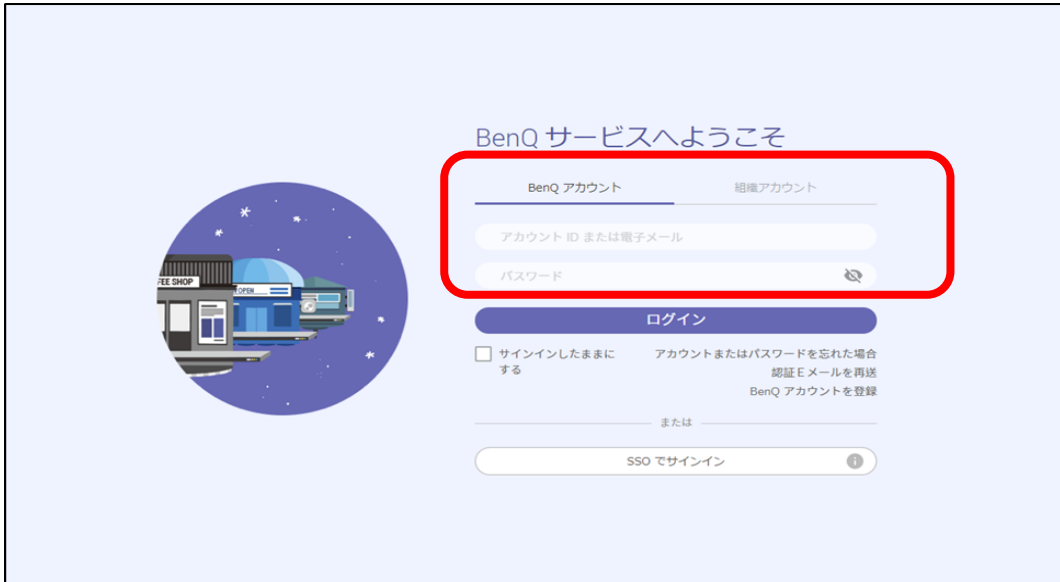 BenQ サービスへようこそ
BenQ アカウント
組織アカウント
アカウント ID または電子メール
パスワード
FEE SHOP
OPEN
ログイン
サインインしたままに
する
アカウントまたはパスワードを忘れた場合
認証Eメールを再送
BenQ アカウントを登録
または
SSO でサインイン